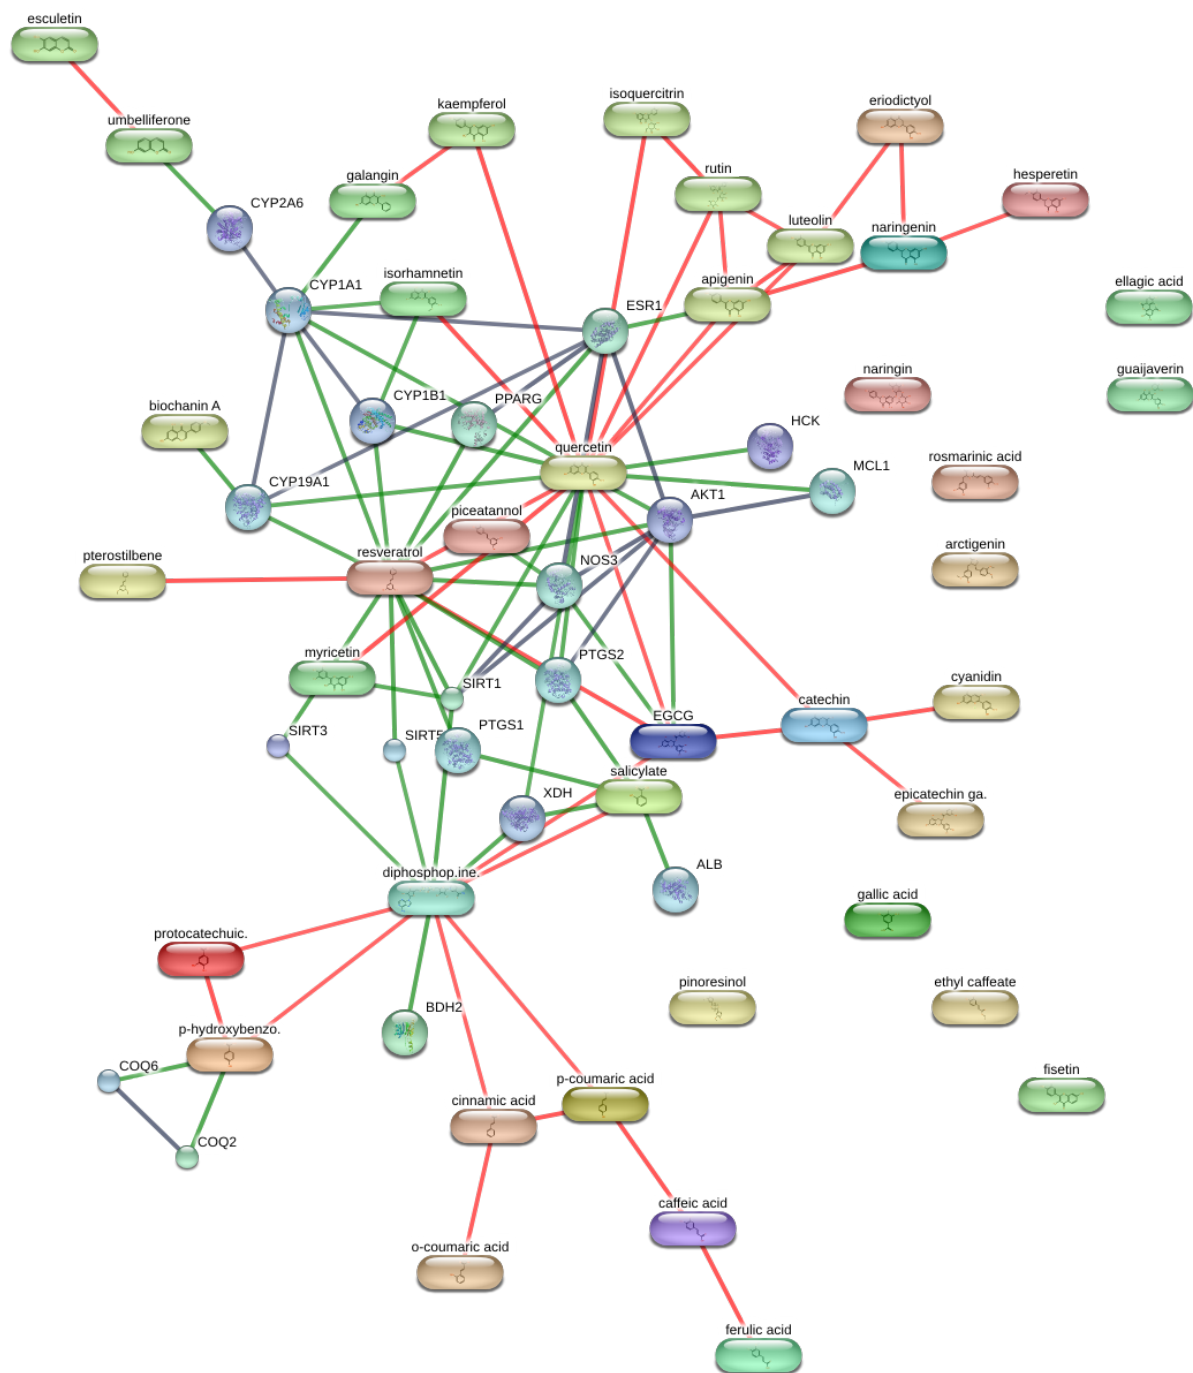 esculetin
kaempferol
isoquercitrin
eriodictyol
umbelliferone
rutin
galangin
hesperetin
CYP2A6
luteolin
naringenin
CYP1A1
isorhamnetin
ESR1
apigenin
ellagic acid
naringin
guaijaverin
CYP1B1
PPARG
biochanin A
HCK
quercetin
rosmarinic acid
MCL1
CYP19A1
AKT1
piceatannol
arctigenin
pterostilbene
resveratrol
NOS3
myricetin
PTGS2
SIRT1
cyanidin
catechin
EGCG
SIRT3
SIRT5
PTGS1
salicylate
XDH
epicatechin ga.
diphosphop.ine.
ALB
gallic acid
protocatechuic.
pinoresinol
ethyl caffeate
BDH2
p-hydroxybenzo.
COQ6
fisetin
p-coumaric acid
cinnamic acid
COQ2
caffeic acid
o-coumaric acid
ferulic acid